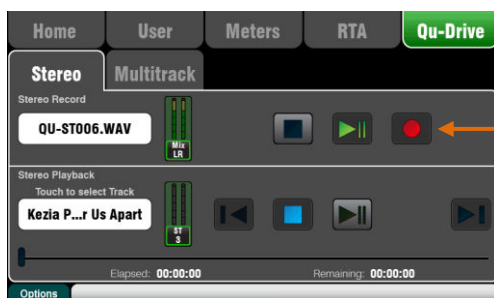 Home User Meters RTA Qu-Drive
Stereo Multitrack
Stereo Record
QU-ST006.WAV
Mix
LR
Stereo Playback
Touch to select Track
Kezia P...r Us Apart
ST
3
Elapsed: 00:00:00 Remaining: 00:00:00
Options